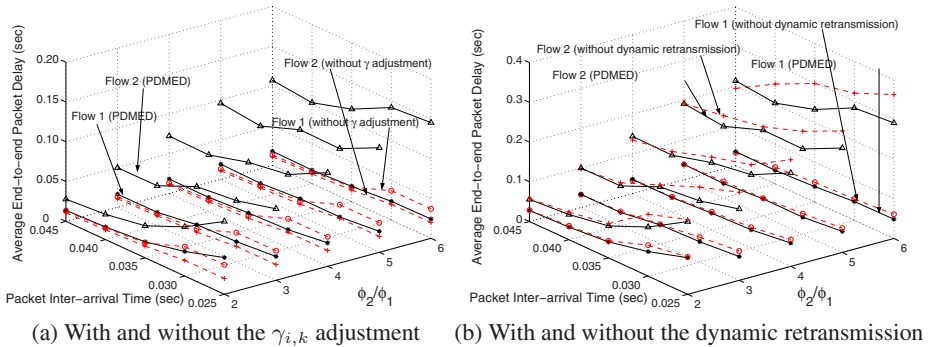 Average End−to−end Packet Delay (sec)
0.20
0.15
0.10
0.05
0
0.045
0.040
0.035
0.030
0.025
Packet Inter−arrival Time (sec)
2
3
4
5
6
ϕ2/ϕ1
Flow 2 (PDMED)
Flow 1 (PDMED)
Flow 2 (without γ adjustment)
Flow 1 (without γ adjustment)
(a) With and without the γi,k adjustment
Average End−to−end Packet Delay (sec)
0.4
0.3
0.2
0.1
0
0.045
0.040
0.035
0.030
0.025
Packet Inter−arrival Time (sec)
2
3
4
5
6
ϕ2/ϕ1
Flow 1 (without dynamic retransmission)
Flow 2 (without dynamic retransmission)
Flow 1 (PDMED)
Flow 2 (PDMED)
(b) With and without the dynamic retransmission